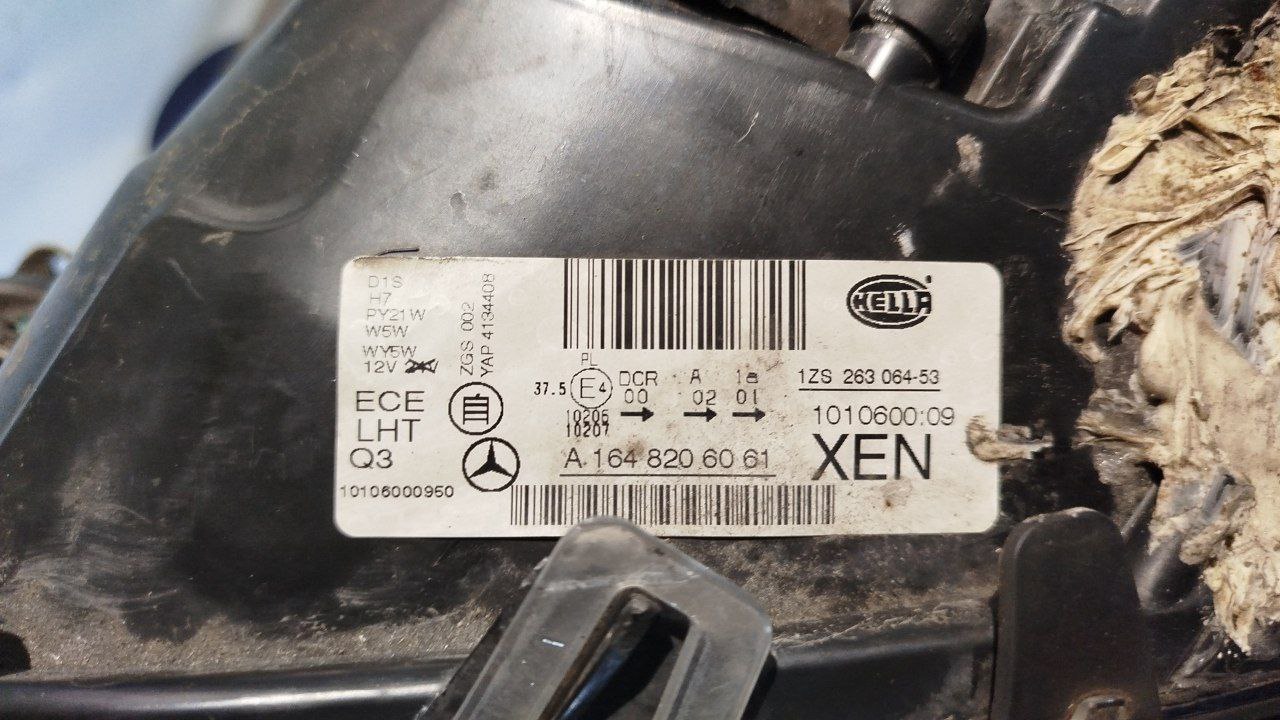 D1S
H7
PY21W
W5W
WY5W
12V 24V
ZGS 002
YAP 4134408
ECE
LHT
Q3
10106000950
自
PL
37.5 E4 DCR A 1a
00 02 01
10206
10207
A 164 820 60 61
HELLA
1ZS 263 064-53
1010600:09
XEN